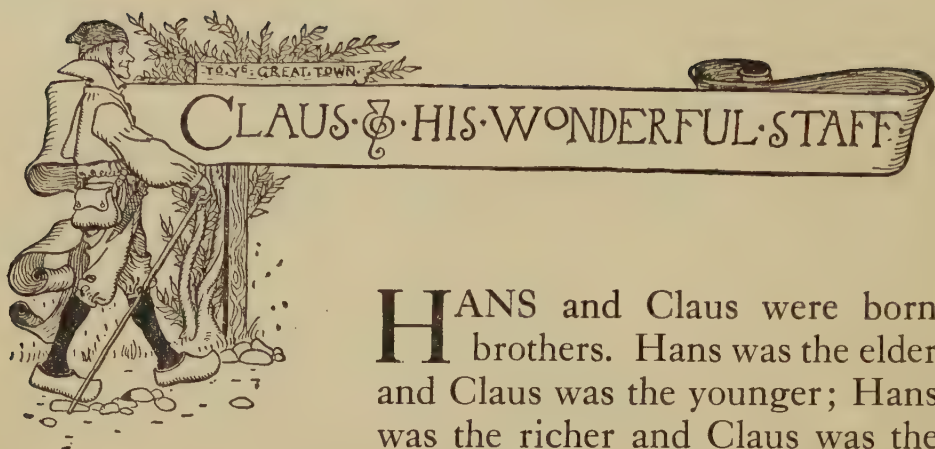 TO·Yᵉ·GREAT·TOWN·
CLAUS·&·HIS·WONDERFUL·STAFF·
HANS and Claus were born
brothers. Hans was the elder
and Claus was the younger; Hans
was the richer and Claus was the